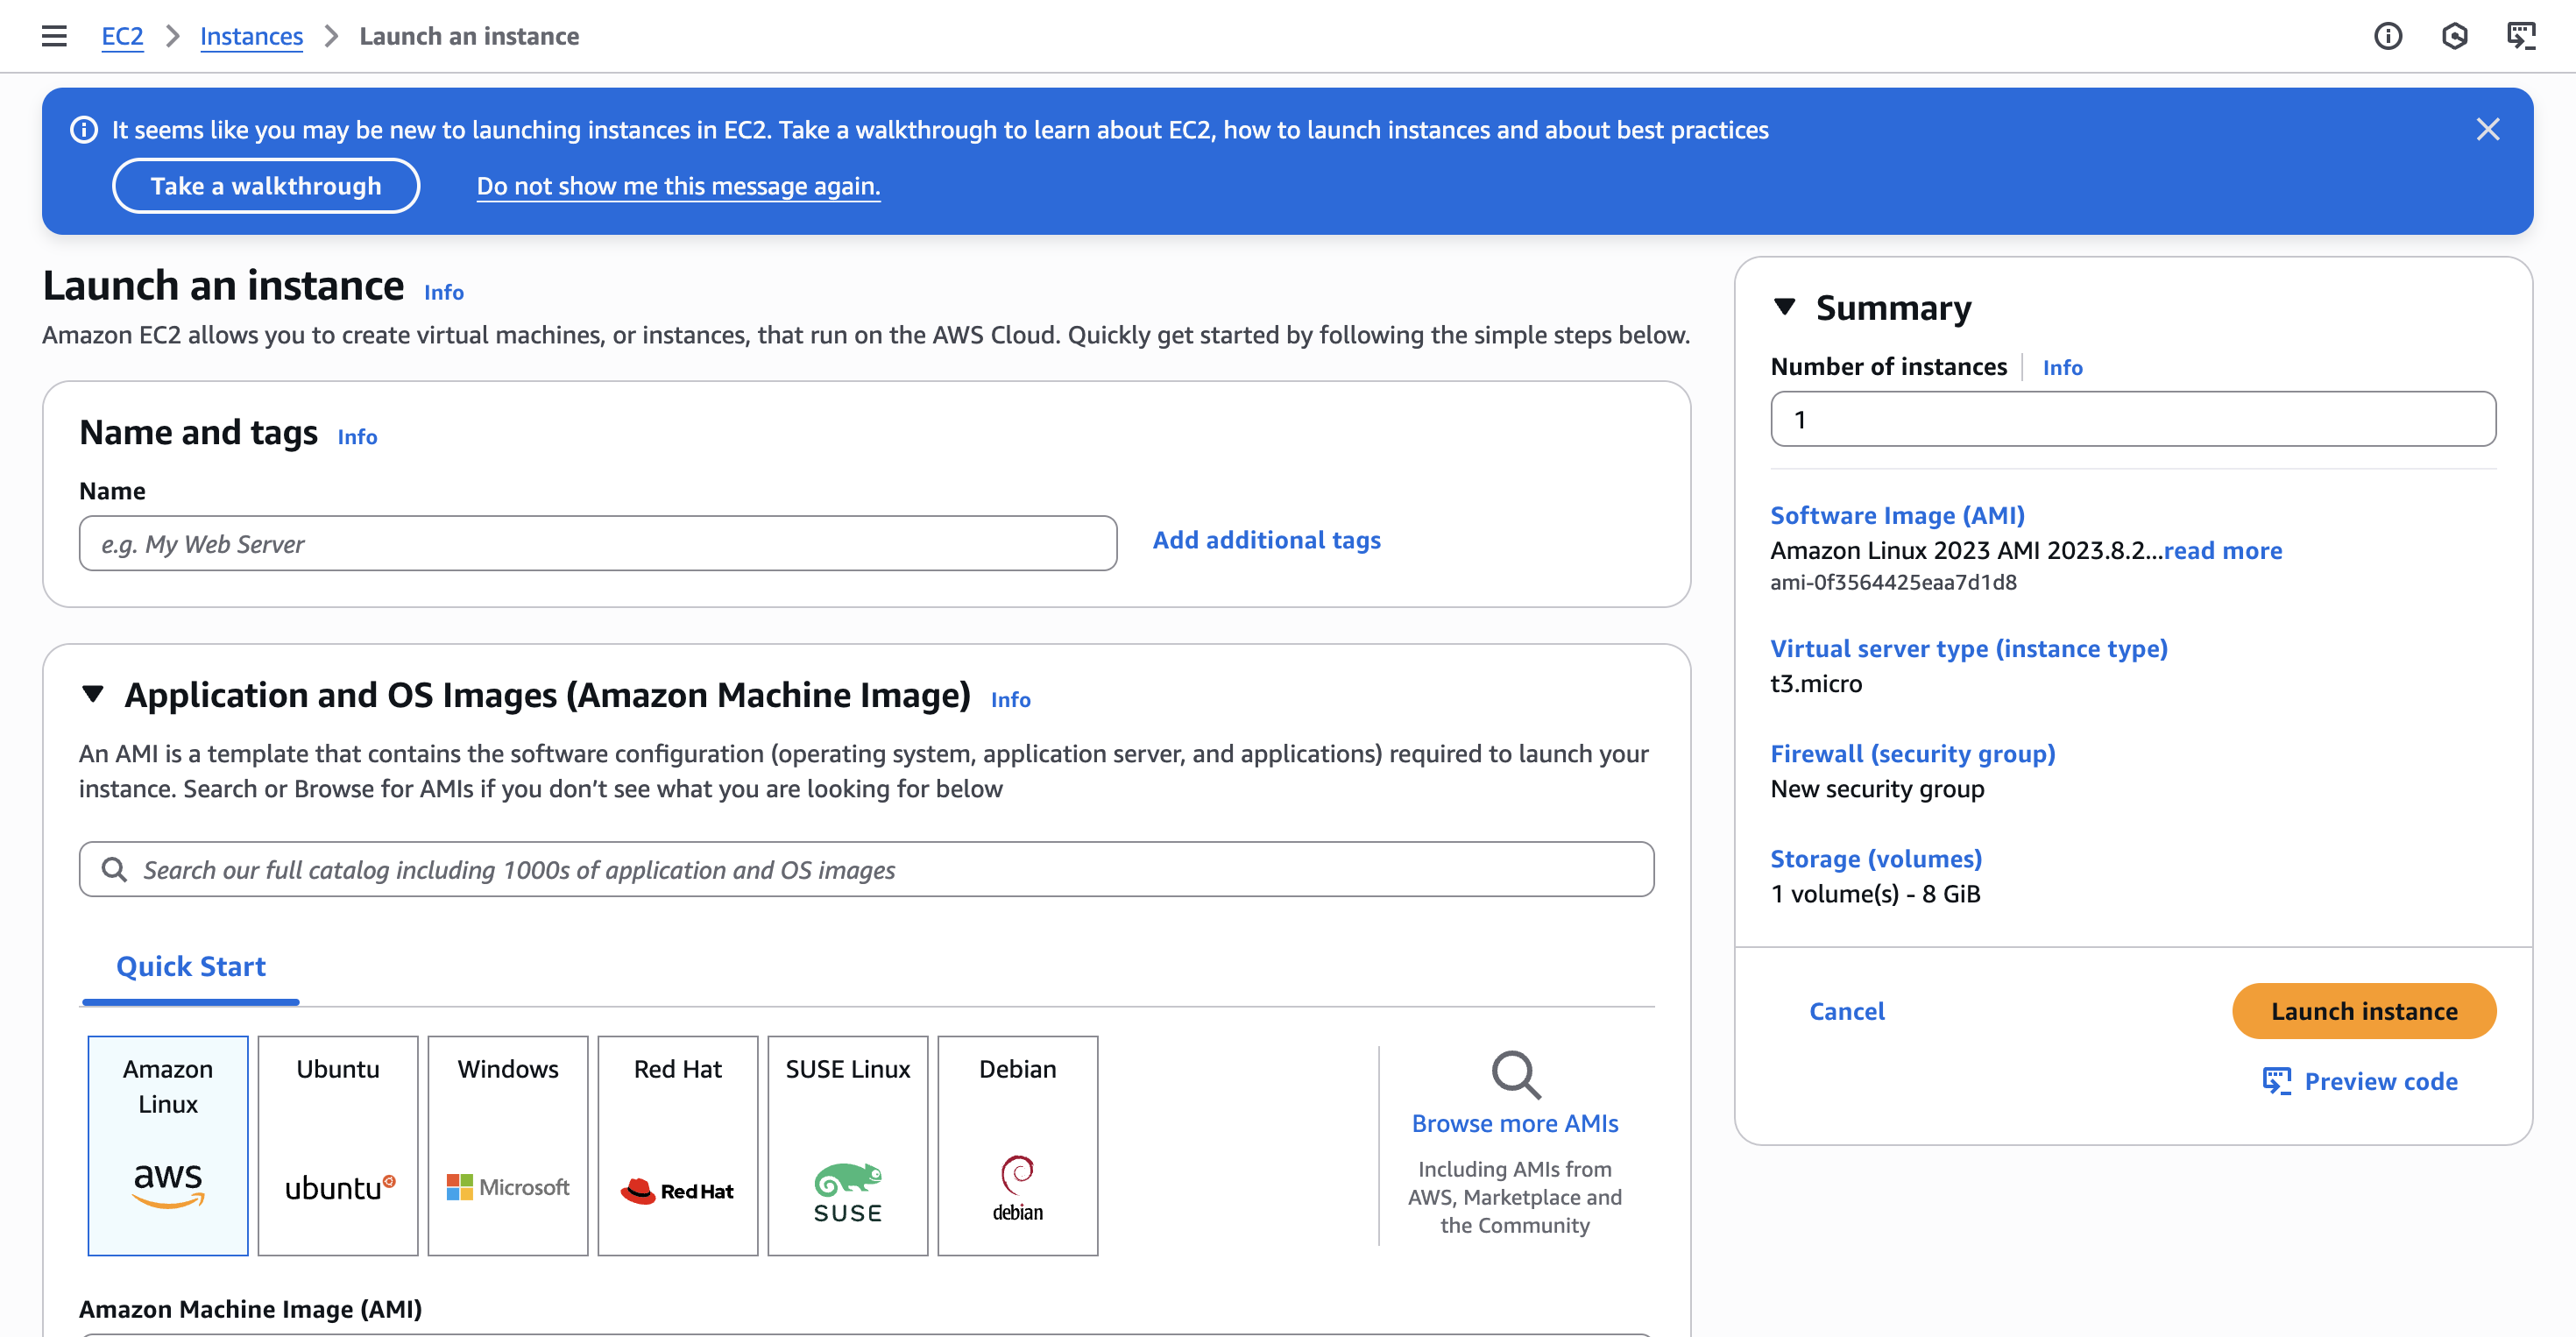 EC2 > Instances > Launch an instance
It seems like you may be new to launching instances in EC2. Take a walkthrough to learn about EC2, how to launch instances and about best practices
Take a walkthrough
Do not show me this message again.
Launch an instance Info
Amazon EC2 allows you to create virtual machines, or instances, that run on the AWS Cloud. Quickly get started by following the simple steps below.
Name and tags Info
Name
e.g. My Web Server
Add additional tags
Application and OS Images (Amazon Machine Image) Info
An AMI is a template that contains the software configuration (operating system, application server, and applications) required to launch your
instance. Search or Browse for AMIs if you don’t see what you are looking for below
Search our full catalog including 1000s of application and OS images
Quick Start
Amazon
Linux
aws
Ubuntu
ubuntu
Windows
Microsoft
Red Hat
Red Hat
SUSE Linux
SUSE
Debian
debian
Browse more AMIs
Including AMIs from
AWS, Marketplace and
the Community
Amazon Machine Image (AMI)
Summary
Number of instances Info
1
Software Image (AMI)
Amazon Linux 2023 AMI 2023.8.2...read more
ami-0f3564425eaa7d1d8
Virtual server type (instance type)
t3.micro
Firewall (security group)
New security group
Storage (volumes)
1 volume(s) - 8 GiB
Cancel
Launch instance
Preview code